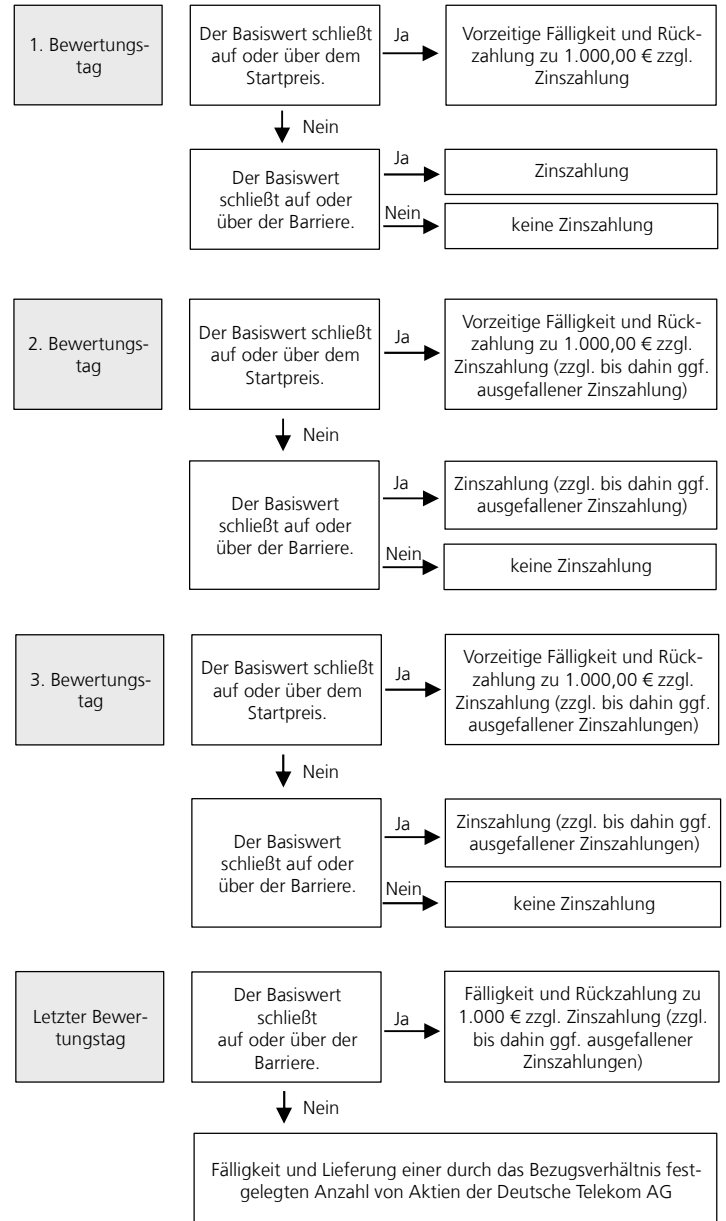 1. Bewertungs-
tag
Der Basiswert schließt
auf oder über dem
Startpreis.
Ja
Vorzeitige Fälligkeit und Rück-
zahlung zu 1.000,00 € zzgl.
Zinszahlung
Nein
Der Basiswert
schließt auf oder
über der Barriere.
Ja
Zinszahlung
Nein
keine Zinszahlung
2. Bewertungs-
tag
Der Basiswert schließt
auf oder über dem
Startpreis.
Ja
Vorzeitige Fälligkeit und Rück-
zahlung zu 1.000,00 € zzgl.
Zinszahlung (zzgl. bis dahin ggf.
ausgefallener Zinszahlung)
Nein
Der Basiswert
schließt auf oder
über der Barriere.
Ja
Zinszahlung (zzgl. bis dahin ggf.
ausgefallener Zinszahlung)
Nein
keine Zinszahlung
3. Bewertungs-
tag
Der Basiswert schließt
auf oder über dem
Startpreis.
Ja
Vorzeitige Fälligkeit und Rück-
zahlung zu 1.000,00 € zzgl.
Zinszahlung (zzgl. bis dahin ggf.
ausgefallener Zinszahlungen)
Nein
Der Basiswert
schließt auf oder
über der Barriere.
Ja
Zinszahlung (zzgl. bis dahin ggf.
ausgefallener Zinszahlungen)
Nein
keine Zinszahlung
Letzter Bewer-
tungstag
Der Basiswert
schließt
auf oder über der
Barriere.
Ja
Fälligkeit und Rückzahlung zu
1.000 € zzgl. Zinszahlung (zzgl.
bis dahin ggf. ausgefallener
Zinszahlungen)
Nein
Fälligkeit und Lieferung einer durch das Bezugsverhältnis fest-
gelegten Anzahl von Aktien der Deutsche Telekom AG